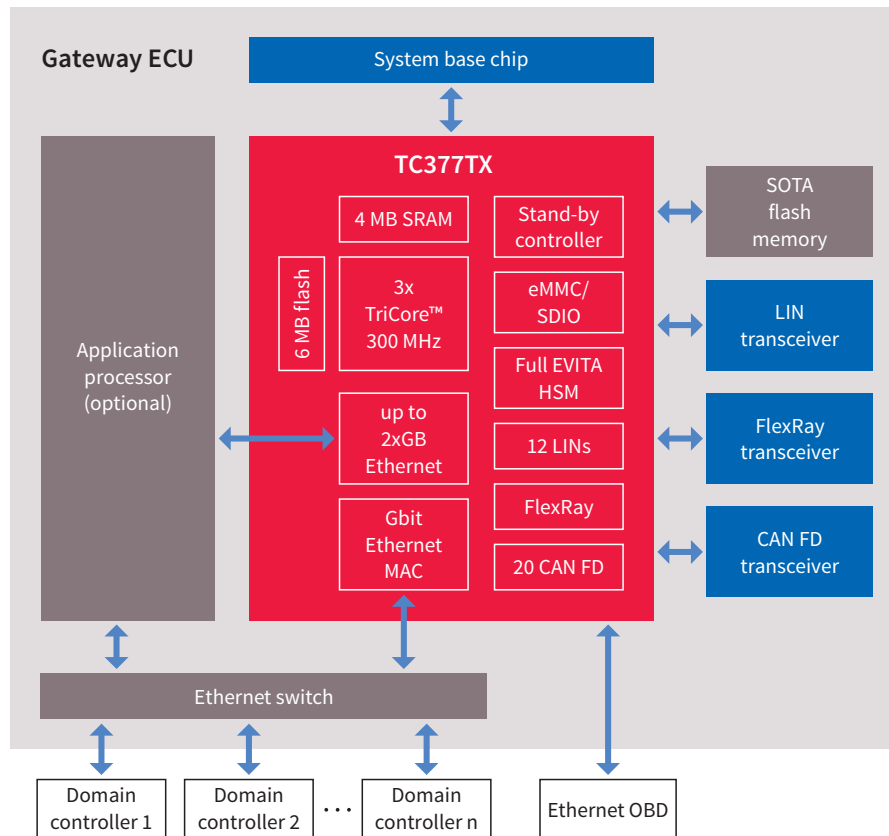 Gateway ECU
System base chip
TC377TX
4 MB SRAM
6 MB flash
3x
TriCore™
300 MHz
up to
2xGB
Ethernet
Gbit
Ethernet
MAC
Stand-by
controller
eMMC/
SDIO
Full EVITA
HSM
12 LINs
FlexRay
20 CAN FD
Application
processor
(optional)
SOTA
flash
memory
LIN
transceiver
FlexRay
transceiver
CAN FD
transceiver
Ethernet switch
Domain
controller 1
Domain
controller 2
...
Domain
controller n
Ethernet OBD